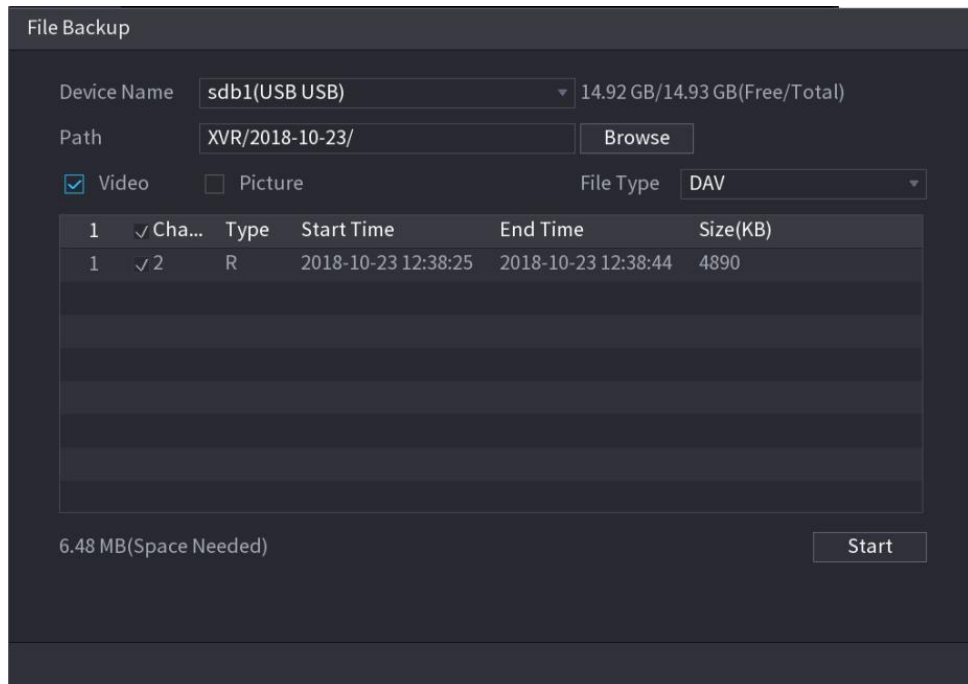 File Backup
Device Name sdb1(USB USB) 14.92 GB/14.93 GB(Free/Total)
Path XVR/2018-10-23/ Browse
Video Picture File Type DAV
1 Cha... Type Start Time End Time Size(KB)
1 2 R 2018-10-23 12:38:25 2018-10-23 12:38:44 4890
6.48 MB(Space Needed) Start